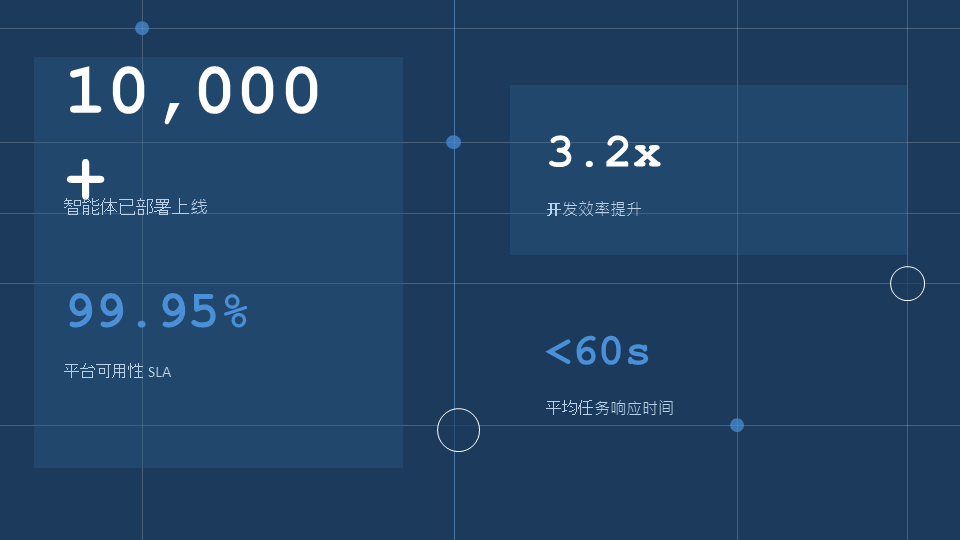 10,000
+
智能体已部署上线
99.95%
平台可用性 SLA
3.2x
开发效率提升
<60s
平均任务响应时间